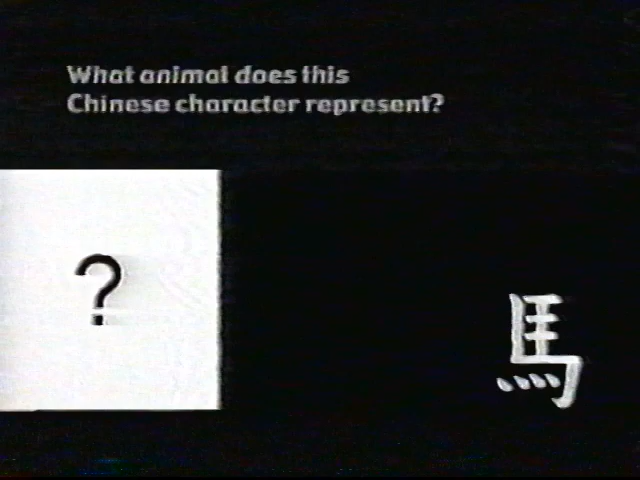 What animal does this
Chinese character represent?
?
馬